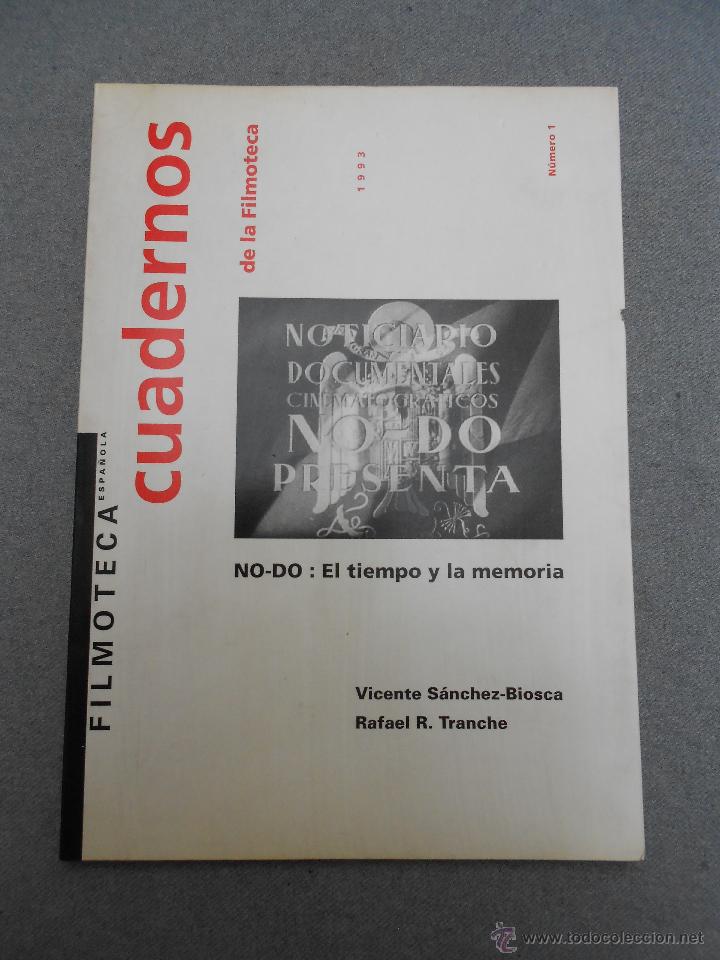 FILMOTECA
ESPAÑOLA
cuadernos
de la Filmoteca
1993
Número 1
NOTICIARIO
DOCUMENTALES
CINEMATOGRAFICOS
NO-DO
PRESENTA
NO-DO : El tiempo y la memoria
Vicente Sánchez-Biosca
Rafael R. Tranche
© www.todocoleccion.net